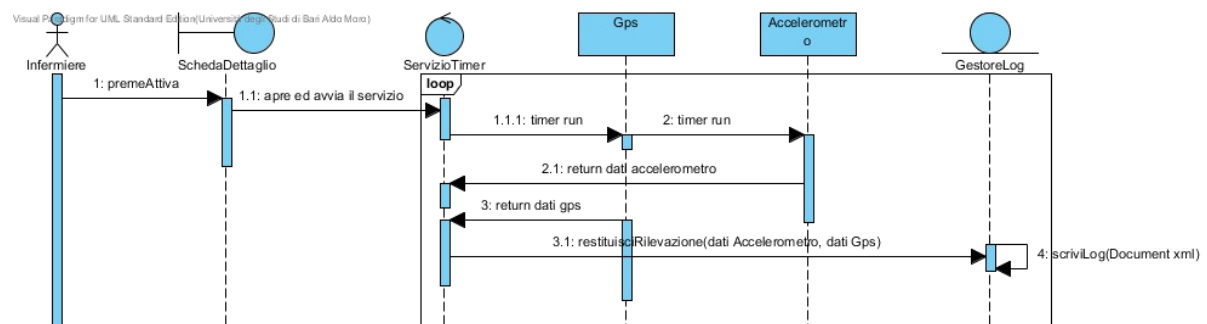 Visual Paradigm for UML Standard Edition(Università degli Studi di Bari Aldo Moro)
Gps
Accelerometr
o
Infermiere
SchedaDettaglio
ServizioTimer
GestoreLog
loop
1: premeAttiva
1.1: apre ed avvia il servizio
1.1.1: timer run
2: timer run
2.1: return dati accelerometro
3: return dati gps
3.1: restituisciRilevazione(dati Accelerometro, dati Gps)
4: scriviLog(Document xml)